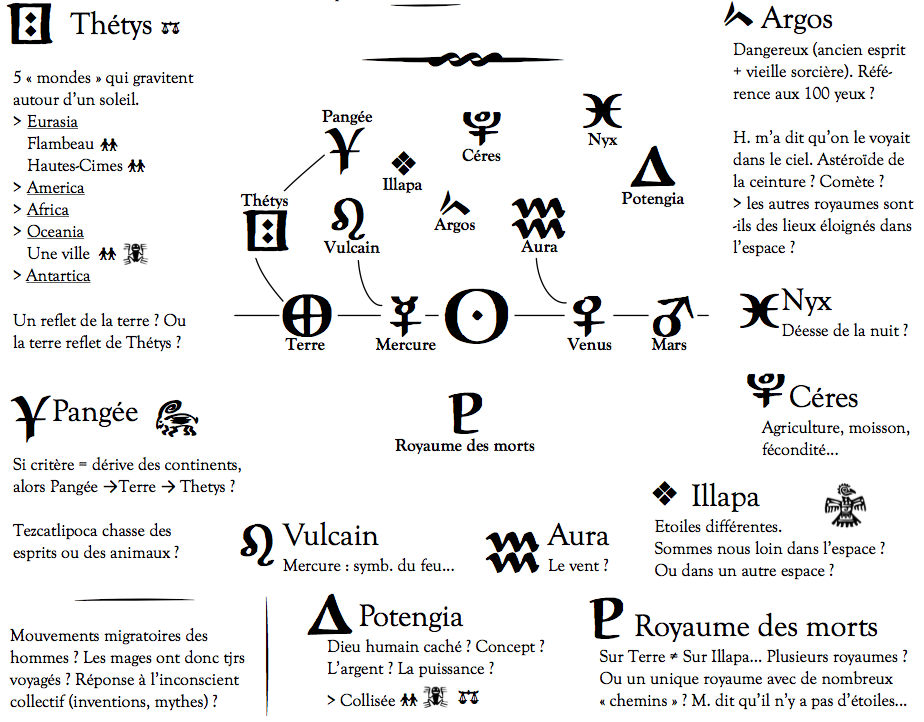 Thétys
5 « mondes » qui gravitent
autour d’un soleil.
> Eurasia
Flambeau
Hautes-Cimes
> America
> Africa
> Oceania
Une ville
> Antartica
Un reflet de la terre ? Ou
la terre reflet de Thétys ?
Pangée
Céres
Nyx
Illapa
Potengia
Thétys
Vulcain
Argos
Aura
Terre
Mercure
Venus
Mars
Royaume des morts
Argos
Dangereux (ancien esprit
+ vieille sorcière). Réfé-
rence aux 100 yeux ?
H. m’a dit qu’on le voyait
dans le ciel. Astéroïde de
la ceinture ? Comète ?
> les autres royaumes sont
-ils des lieux éloignés dans
l’espace ?
Nyx
Déesse de la nuit ?
Céres
Agriculture, moisson,
fécondité...
Pangée
Si critère = dérive des continents,
alors Pangée →Terre → Thetys ?
Tezcatlipoca chasse des
esprits ou des animaux ?
Vulcain
Mercure : symb. du feu...
Aura
Le vent ?
Illapa
Etoiles différentes.
Sommes nous loin dans l’espace ?
Ou dans un autre espace ?
Mouvements migratoires des
hommes ? Les mages ont donc tjrs
voyagés ? Réponse à l’inconscient
collectif (inventions, mythes) ?
Potengia
Dieu humain caché ? Concept ?
L’argent ? La puissance ?
> Collisée
Royaume des morts
Sur Terre ≠ Sur Illapa... Plusieurs royaumes ?
Ou un unique royaume avec de nombreux
« chemins » ? M. dit qu’il n’y a pas d’étoiles...